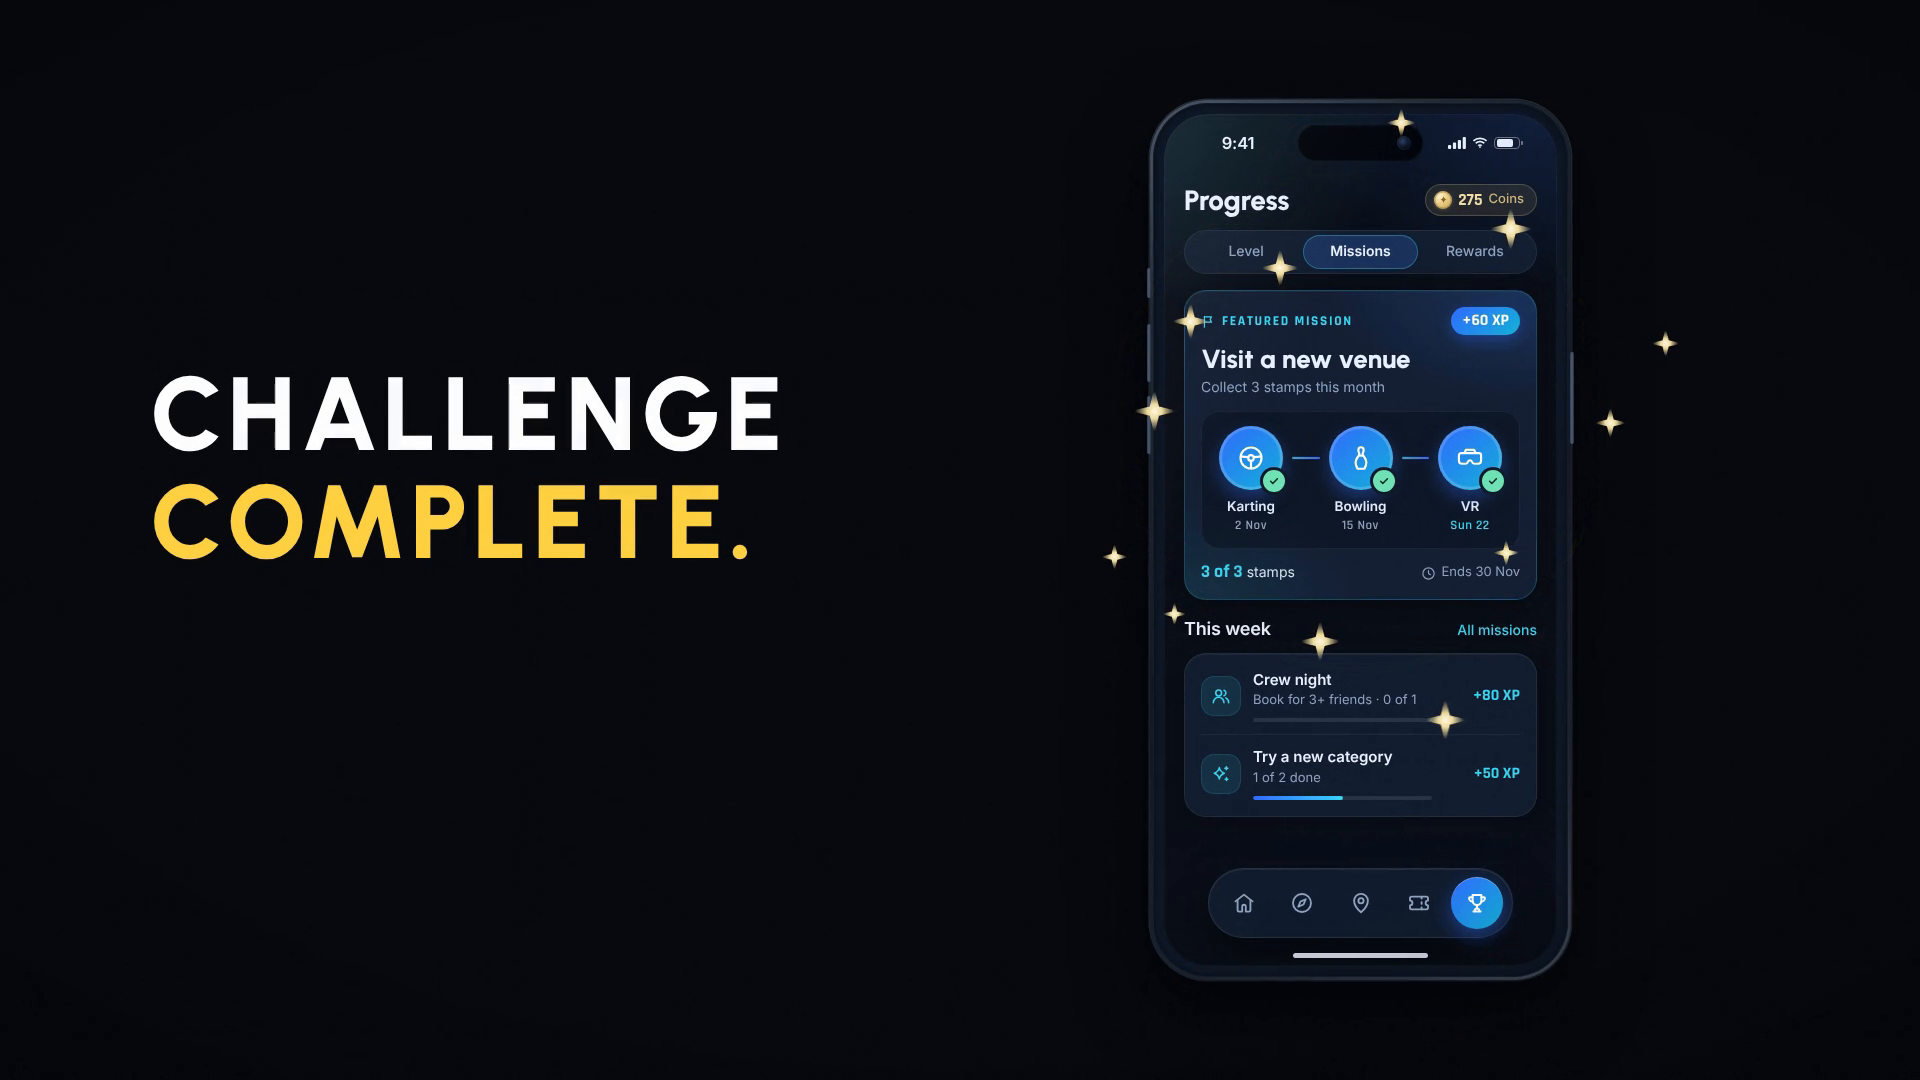 CHALLENGE
COMPLETE.
9:41
Progress
275 Coins
Level
Missions
Rewards
FEATURED MISSION
+60 XP
Visit a new venue
Collect 3 stamps this month
Karting
Bowling
VR
2 Nov
15 Nov
Sun 22
3 of 3 stamps
Ends 30 Nov
This week
All missions
Crew night
Book for 3+ friends · 0 of 1
+80 XP
Try a new category
1 of 2 done
+50 XP